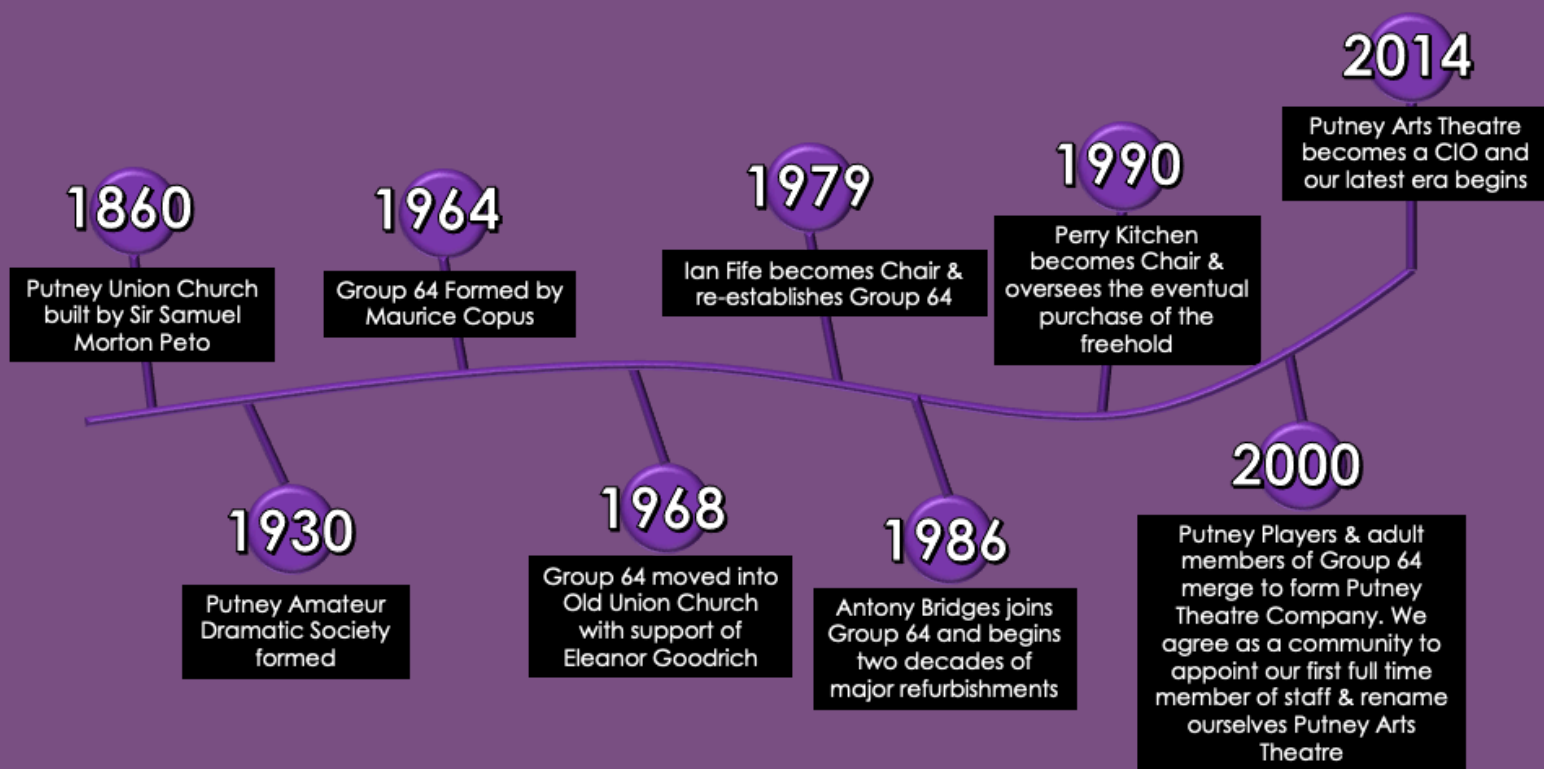 1860
Putney Union Church
built by Sir Samuel
Morton Peto
1930
Putney Amateur
Dramatic Society
formed
1964
Group 64 Formed by
Maurice Copus
1968
Group 64 moved into
Old Union Church
with support of
Eleanor Goodrich
1979
Ian Fife becomes Chair &
re-establishes Group 64
1986
Antony Bridges joins
Group 64 and begins
two decades of
major refurbishments
1990
Perry Kitchen
becomes Chair &
oversees the eventual
purchase of the
freehold
2000
Putney Players & adult
members of Group 64
merge to form Putney
Theatre Company. We
agree as a community to
appoint our first full time
member of staff & rename
ourselves Putney Arts
Theatre
2014
Putney Arts Theatre
becomes a CIO and
our latest era begins